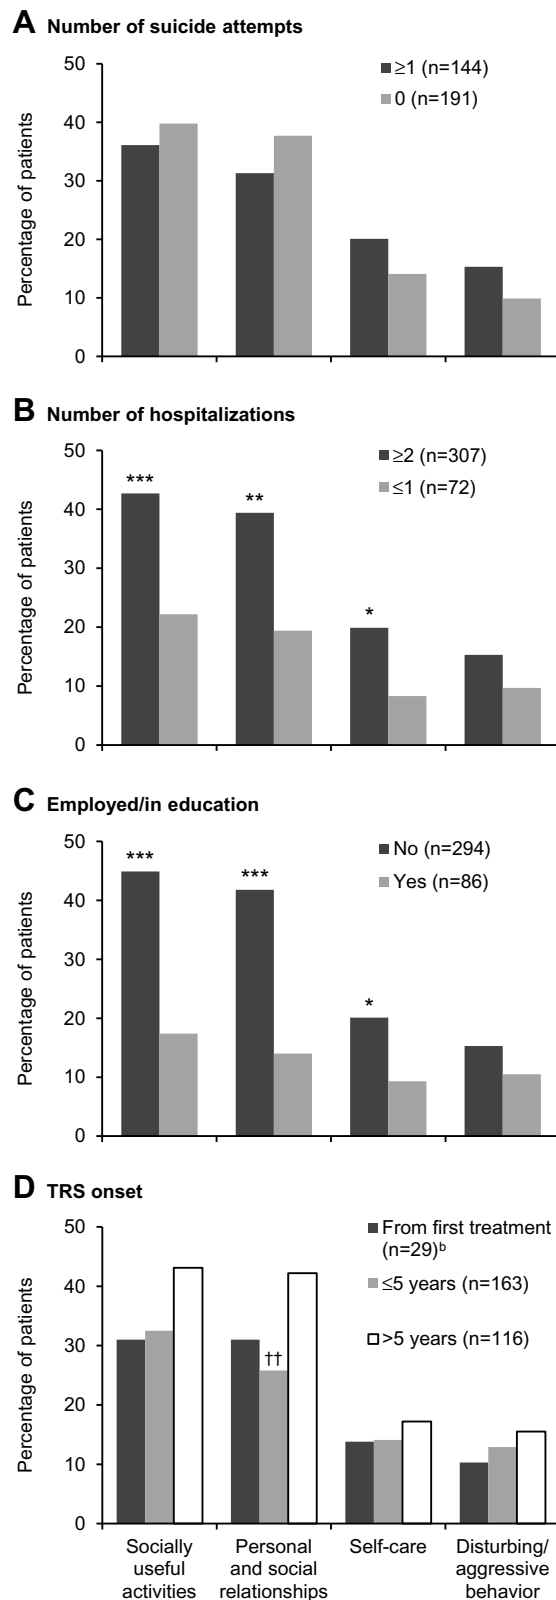 A Number of suicide attempts
Percentage of patients
50
40
30
20
10
0
≥1 (n=144)
0 (n=191)
B Number of hospitalizations
Percentage of patients
50
40
30
20
10
0
≥2 (n=307)
≤1 (n=72)
***
**
*
C Employed/in education
Percentage of patients
50
40
30
20
10
0
No (n=294)
Yes (n=86)
***
***
*
D TRS onset
Percentage of patients
50
40
30
20
10
0
From first treatment
(n=29)ᵇ
≤5 years (n=163)
>5 years (n=116)
††
Socially
useful
activities
Personal
and social
relationships
Self-care
Disturbing/
aggressive
behavior